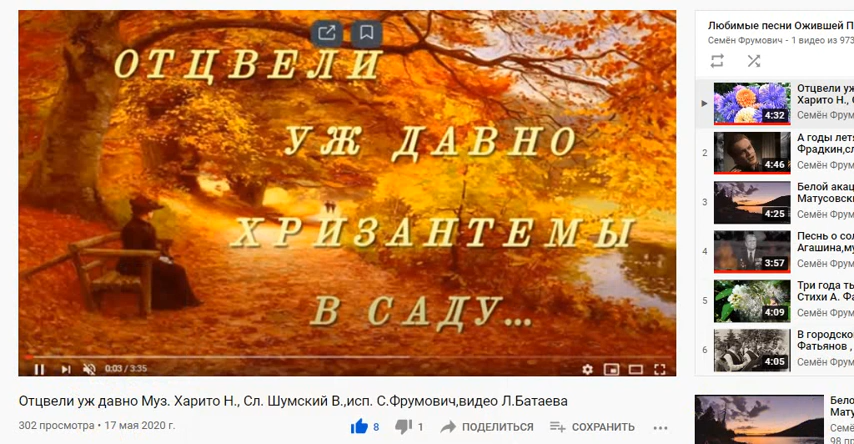 ОТЦВЕЛИ
УЖ ДАВНО
ХРИЗАНТЕМЫ
В САДУ...
0:03 / 3:35
Отцвели уж давно Муз. Харито Н., Сл. Шумский В.,исп. С.Фрумович,видео Л.Батаева
302 просмотра • 17 мая 2020 г.
8
1
ПОДЕЛИТЬСЯ
СОХРАНИТЬ
Любимые песни Ожившей П
Семён Фрумович - 1 видео из 973
4:32
Отцвели уж
Харито Н., С
Семён Фрум
2
4:46
А годы летя
Фрадкин,сл
Семён Фрум
3
4:25
Белой акац
Матусовски
Семён Фрум
4
3:57
Песнь о сол
Агашина,му
Семён Фрум
5
4:09
Три года ты
Стихи А. Фа
Семён Фрум
6
4:05
В городско
Фатьянов ,
Семён Фрум
Бело
Мату
Семё
98 пр